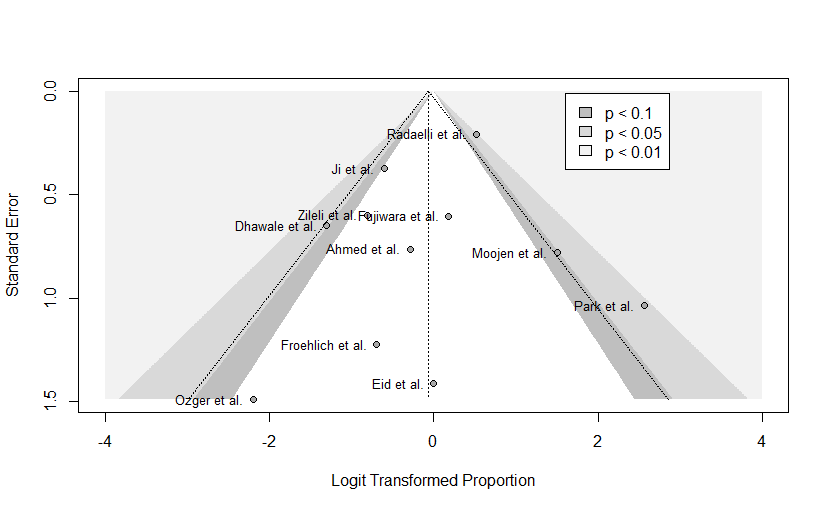 0.0
0.5
1.0
1.5
Standard Error
p < 0.1
p < 0.05
p < 0.01
Radaelli et al.
Ji et al.
Zileli et al.
Fujiwara et al.
Dhawale et al.
Ahmed et al.
Moojen et al.
Park et al.
Froehlich et al.
Eid et al.
Ozger et al.
-4
-2
0
2
4
Logit Transformed Proportion